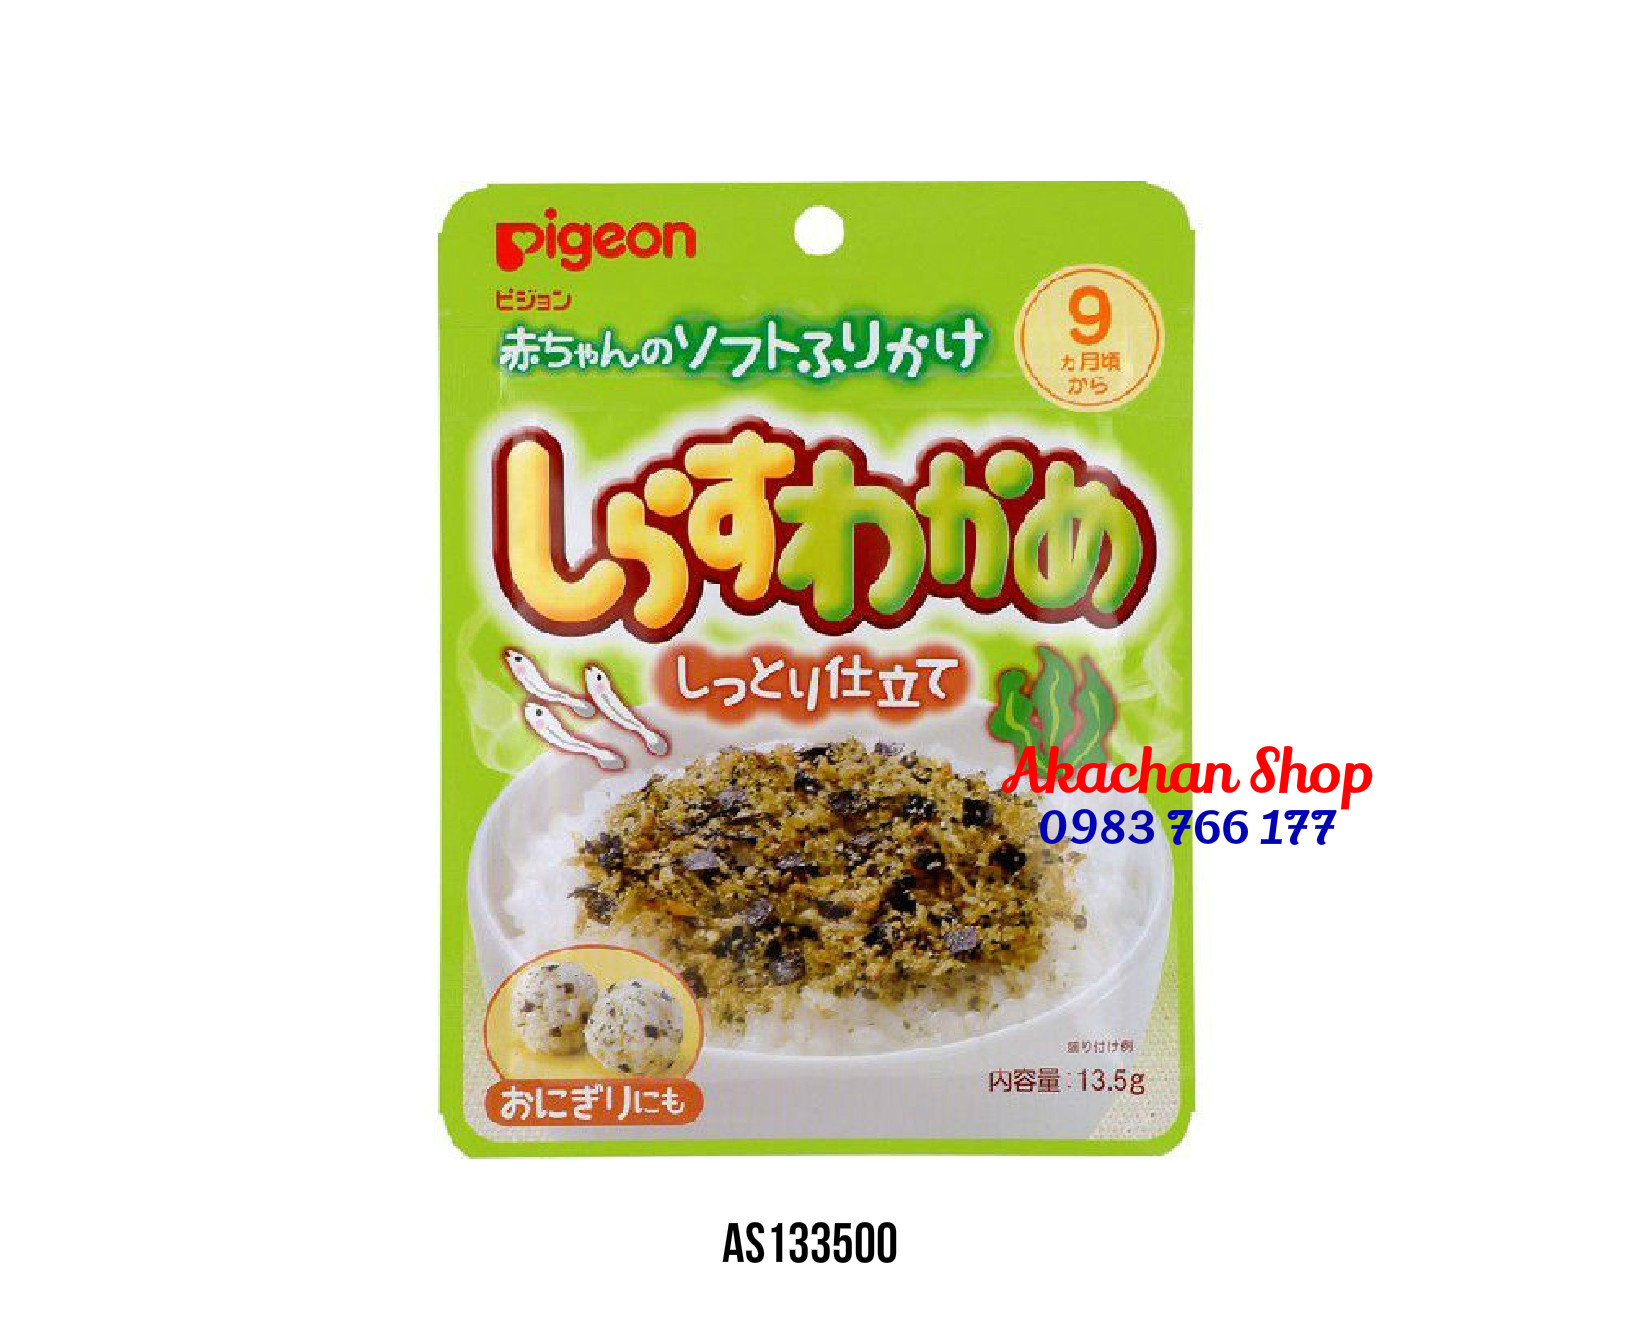 pigeon
ピジョン
赤ちゃんのソフトふりかけ
9
ヵ月頃
から
しらすわかめ
しっとり仕立て
Akachan Shop
0983 766 177
盛り付け例
内容量:13.5g
おにぎりにも
AS133500